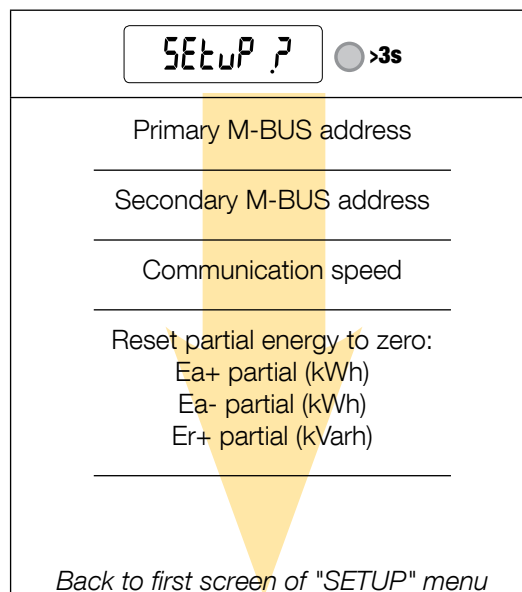 SEtuP ? >3s
Primary M-BUS address
Secondary M-BUS address
Communication speed
Reset partial energy to zero:
Ea+ partial (kWh)
Ea- partial (kWh)
Er+ partial (kVarh)
Back to first screen of "SETUP" menu